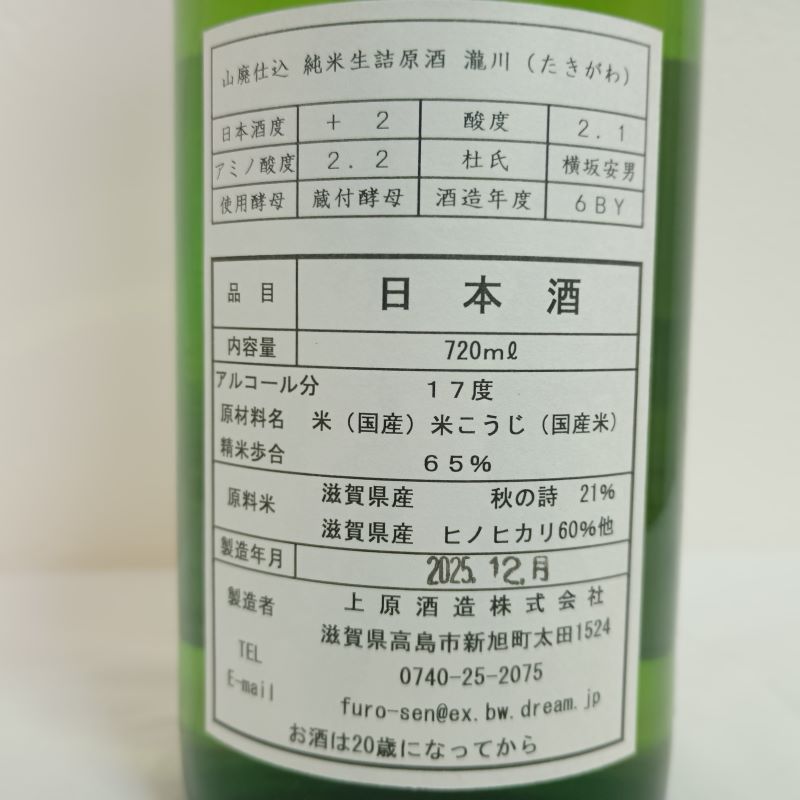 山廃仕込 純米生詰原酒 瀧川（たきがわ）
日本酒度 ＋ ２ 酸度 ２．１
アミノ酸度 ２．２ 杜氏 横坂安男
使用酵母 蔵付酵母 酒造年度 ６ＢＹ
品 目 日 本 酒
内容量 720mℓ
アルコール分 １７度
原材料名 米（国産）米こうじ（国産米）
精米歩合 ６５％
原料米 滋賀県産 秋の詩 21%
滋賀県産 ヒノヒカリ60%他
製造年月 2025.12.月
製造者 上原酒造株式会社
滋賀県高島市新旭町太田1524
TEL 0740-25-2075
E-mail furo-sen@ex.bw.dream.jp
お酒は20歳になってから